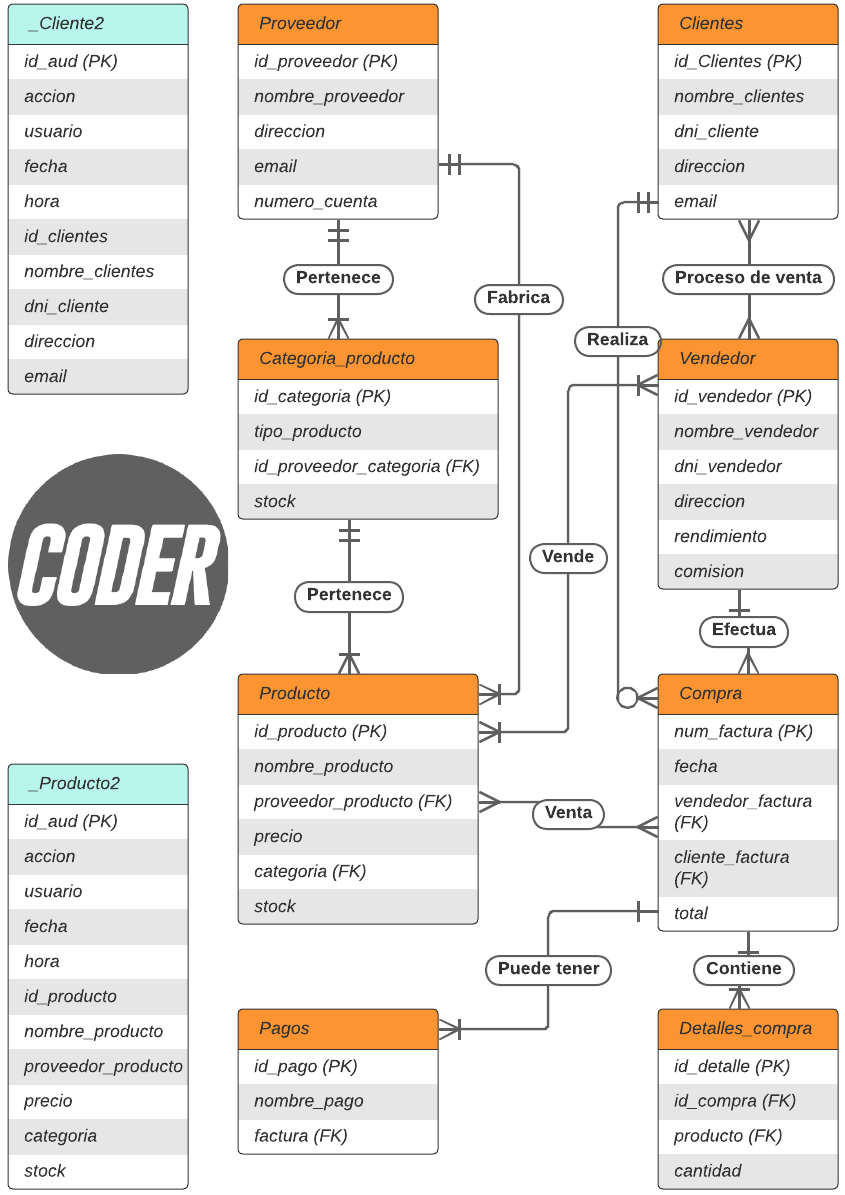 _Cliente2
id_aud (PK)
accion
usuario
fecha
hora
id_clientes
nombre_clientes
dni_cliente
direccion
email
CODER
_Producto2
id_aud (PK)
accion
usuario
fecha
hora
id_producto
nombre_producto
proveedor_producto
precio
categoria
stock
Proveedor
id_proveedor (PK)
nombre_proveedor
direccion
email
numero_cuenta
Pertenece
Fabrica
Categoria_producto
id_categoria (PK)
tipo_producto
id_proveedor_categoria (FK)
stock
Pertenece
Vende
Producto
id_producto (PK)
nombre_producto
proveedor_producto (FK)
precio
categoria (FK)
stock
Venta
Puede tener
Pagos
id_pago (PK)
nombre_pago
factura (FK)
Clientes
id_Clientes (PK)
nombre_clientes
dni_cliente
direccion
email
Proceso de venta
Realiza
Vendedor
id_vendedor (PK)
nombre_vendedor
dni_vendedor
direccion
rendimiento
comision
Efectua
Compra
num_factura (PK)
fecha
vendedor_factura
(FK)
cliente_factura
(FK)
total
Contiene
Detalles_compra
id_detalle (PK)
id_compra (FK)
producto (FK)
cantidad